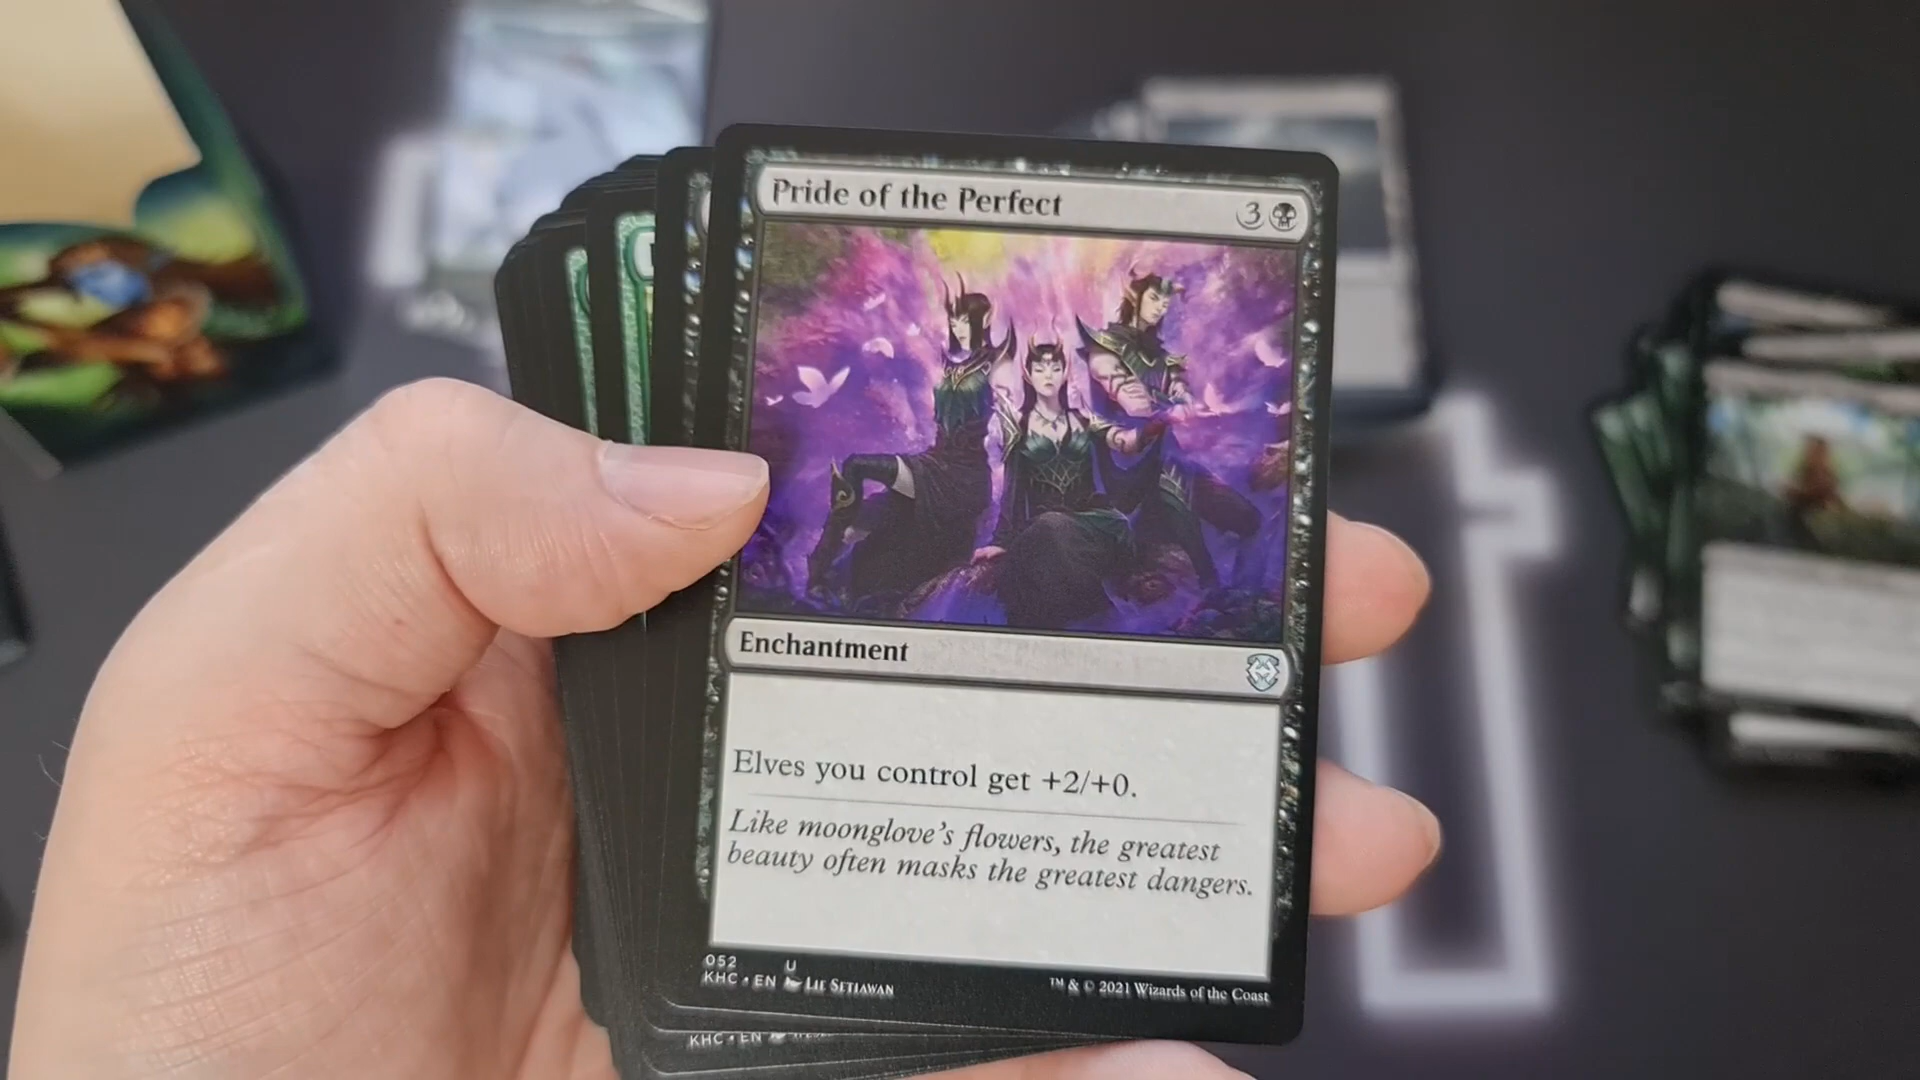 Pride of the Perfect
3
Enchantment
Elves you control get +2/+0.
Like moonglove's flowers, the greatest
beauty often masks the greatest dangers.
052 U
KHC • EN Lie Setiawan
™ & © 2021 Wizards of the Coast
KHC • EN